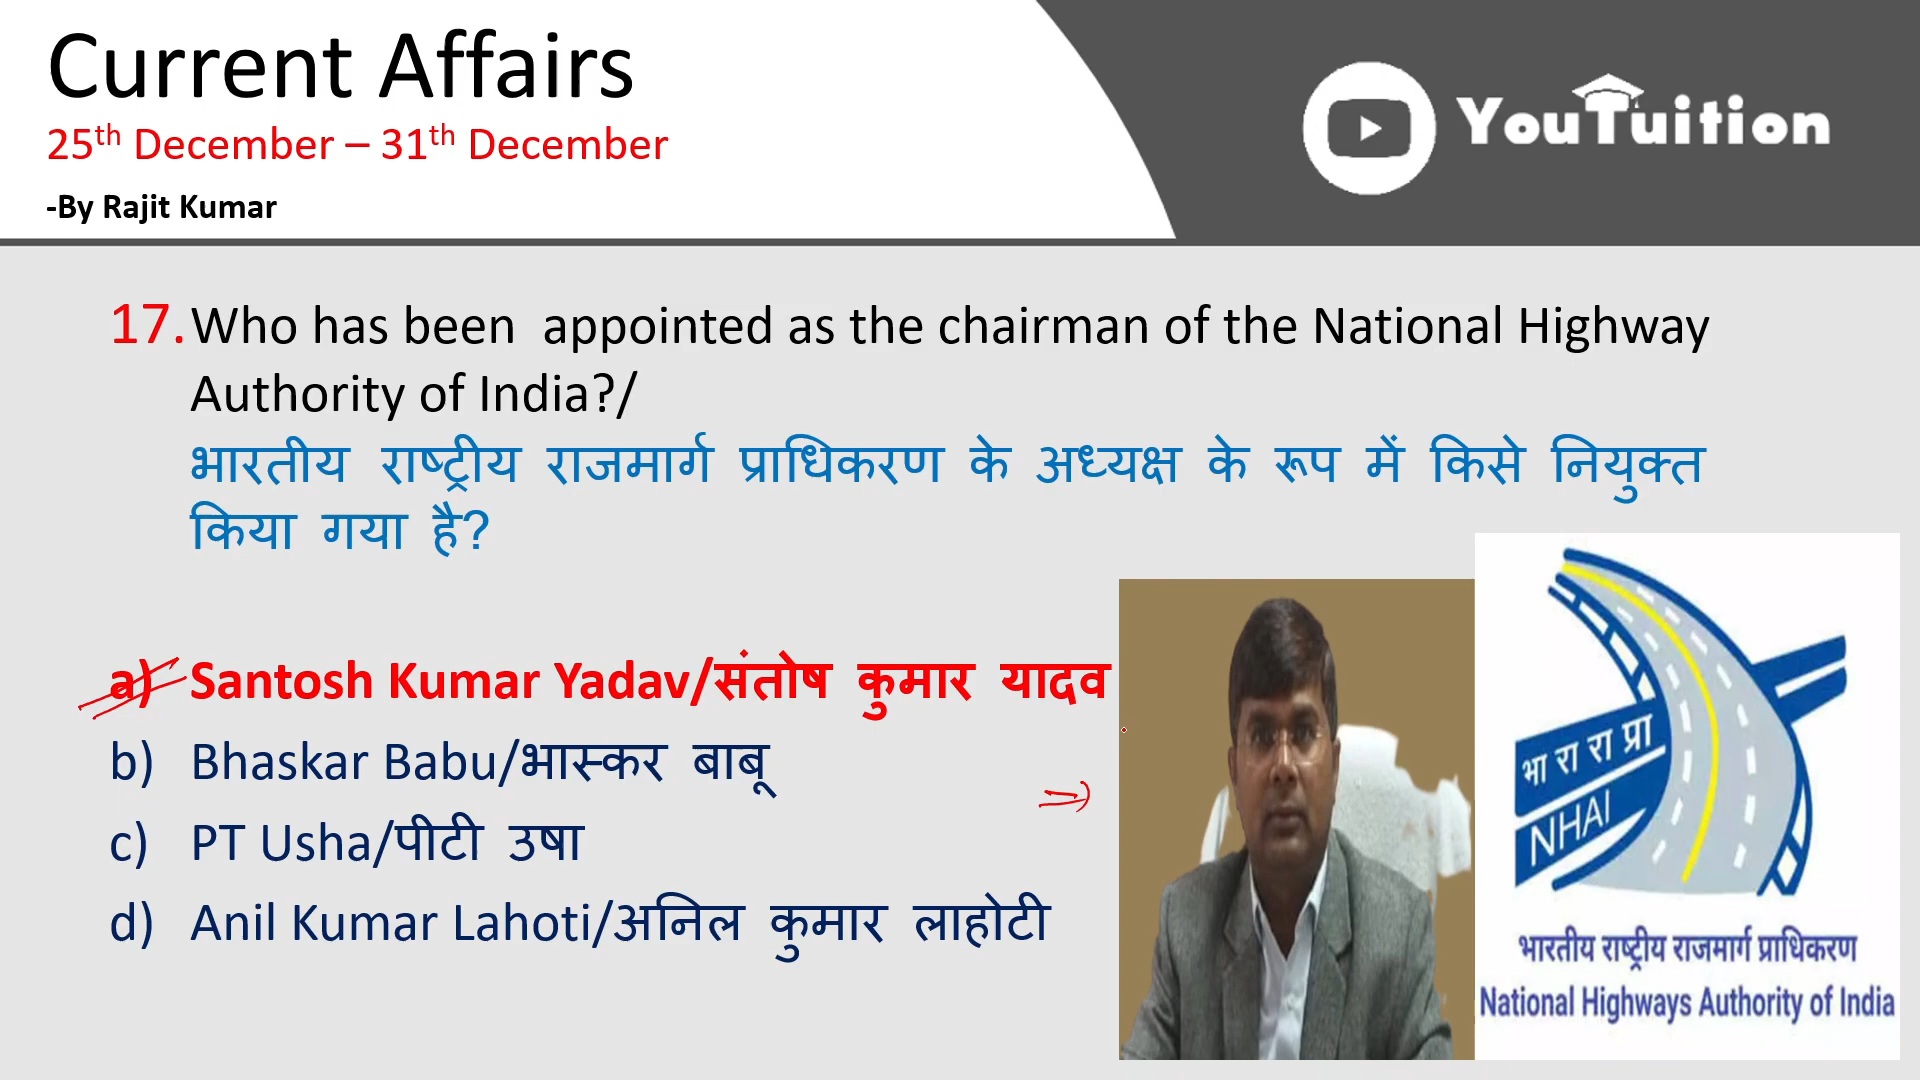 Current Affairs
25th December – 31th December
-By Rajit Kumar
YouTuition
17. Who has been  appointed as the chairman of the National Highway
Authority of India?/
भारतीय राष्ट्रीय राजमार्ग प्राधिकरण के अध्यक्ष के रूप में किसे नियुक्त
किया गया है?
a) Santosh Kumar Yadav/संतोष कुमार यादव
b) Bhaskar Babu/भास्कर बाबू
c) PT Usha/पीटी उषा
d) Anil Kumar Lahoti/अनिल कुमार लाहोटी
भा रा रा प्रा
NHAI
भारतीय राष्ट्रीय राजमार्ग प्राधिकरण
National Highways Authority of India